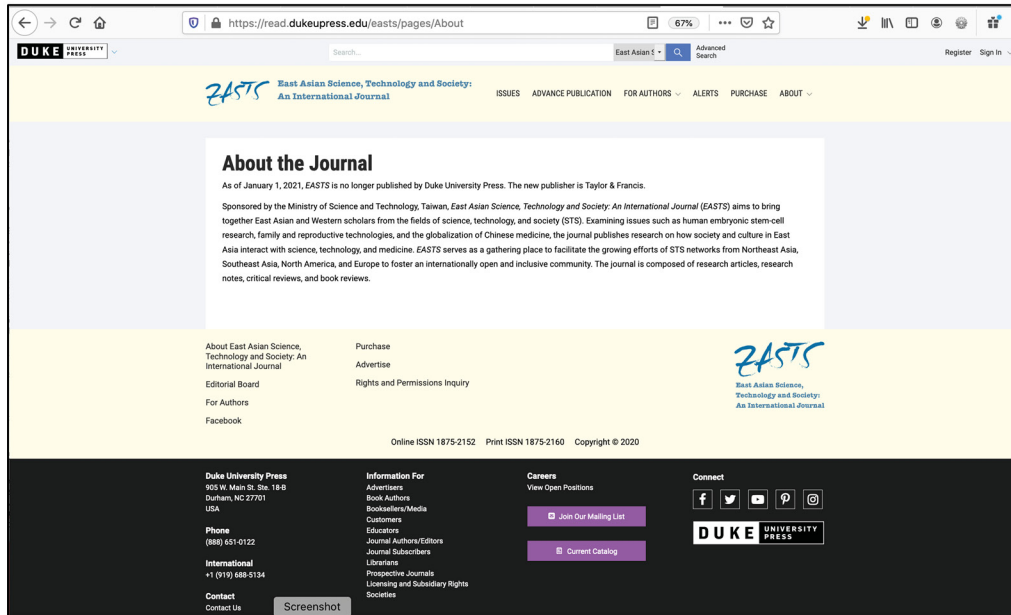 https://read.dukeupress.edu/easts/pages/About
67%
DUKE UNIVERSITY PRESS
Search...
East Asian S
Advanced Search
Register Sign In
EASTS
East Asian Science, Technology and Society:
An International Journal
ISSUES ADVANCE PUBLICATION FOR AUTHORS ALERTS PURCHASE ABOUT
About the Journal
As of January 1, 2021, EASTS is no longer published by Duke University Press. The new publisher is Taylor & Francis.
Sponsored by the Ministry of Science and Technology, Taiwan, East Asian Science, Technology and Society: An International Journal (EASTS) aims to bring
together East Asian and Western scholars from the fields of science, technology, and society (STS). Examining issues such as human embryonic stem-cell
research, family and reproductive technologies, and the globalization of Chinese medicine, the journal publishes research on how society and culture in East
Asia interact with science, technology, and medicine. EASTS serves as a gathering place to facilitate the growing efforts of STS networks from Northeast Asia,
Southeast Asia, North America, and Europe to foster an internationally open and inclusive community. The journal is composed of research articles, research
notes, critical reviews, and book reviews.
About East Asian Science,
Technology and Society: An
International Journal
Editorial Board
For Authors
Facebook
Purchase
Advertise
Rights and Permissions Inquiry
EASTS
East Asian Science,
Technology and Society:
An International Journal
Online ISSN 1875-2152 Print ISSN 1875-2160 Copyright © 2020
Duke University Press
905 W. Main St. Ste. 18-B
Durham, NC 27701
USA
Phone
(888) 651-0122
International
+1 (919) 688-5134
Contact
Contact Us
Information For
Advertisers
Book Authors
Booksellers/Media
Customers
Educators
Journal Authors/Editors
Journal Subscribers
Librarians
Prospective Journals
Licensing and Subsidiary Rights
Societies
Careers
View Open Positions
Join Our Mailing List
Current Catalog
Connect
DUKE UNIVERSITY PRESS
Screenshot